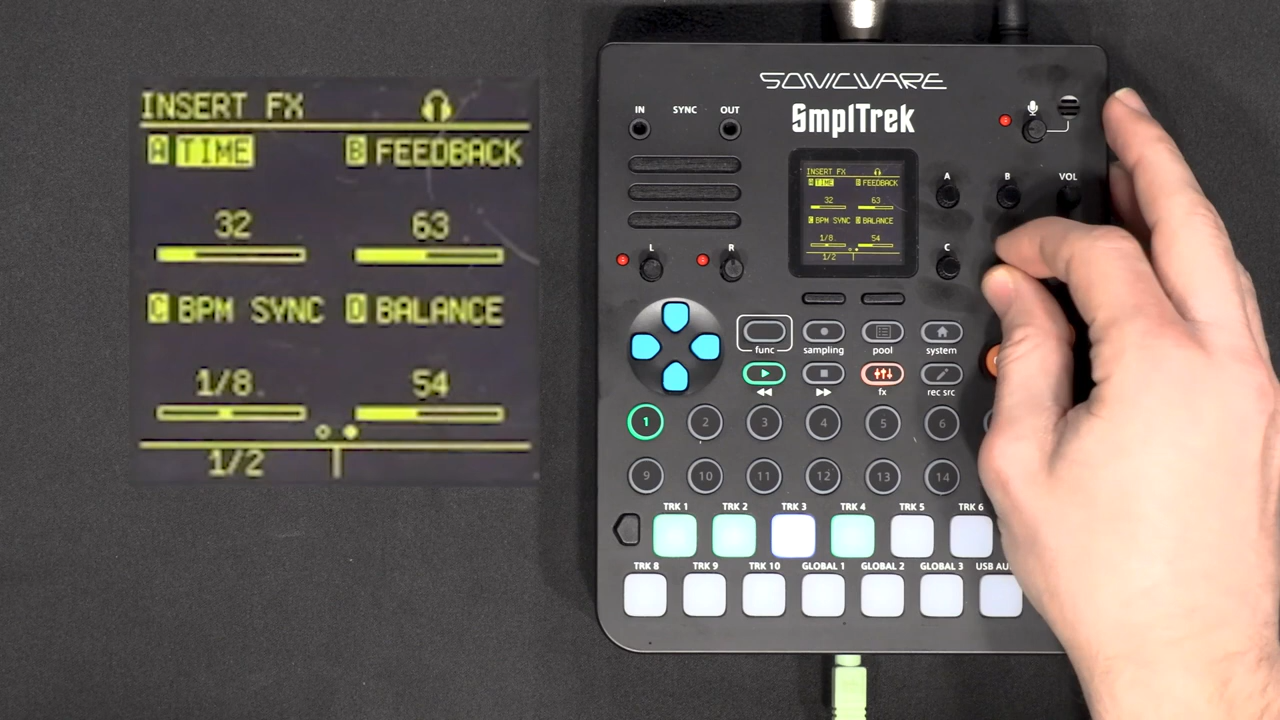 INSERT FX
A TIME
B FEEDBACK
32
63
C BPM SYNC
D BALANCE
1/8.
54
1/2
SONICWARE
SmplTrek
IN
SYNC
OUT
INSERT FX
A TIME
B FEEDBACK
32
63
C BPM SYNC
D BALANCE
1/8.
54
1/2
A
B
VOL
L
R
C
func
sampling
pool
system
fx
rec src
1
2
3
4
5
6
9
10
11
12
13
14
TRK 1
TRK 2
TRK 3
TRK 4
TRK 5
TRK 6
TRK 8
TRK 9
TRK 10
GLOBAL 1
GLOBAL 2
GLOBAL 3
USB AU